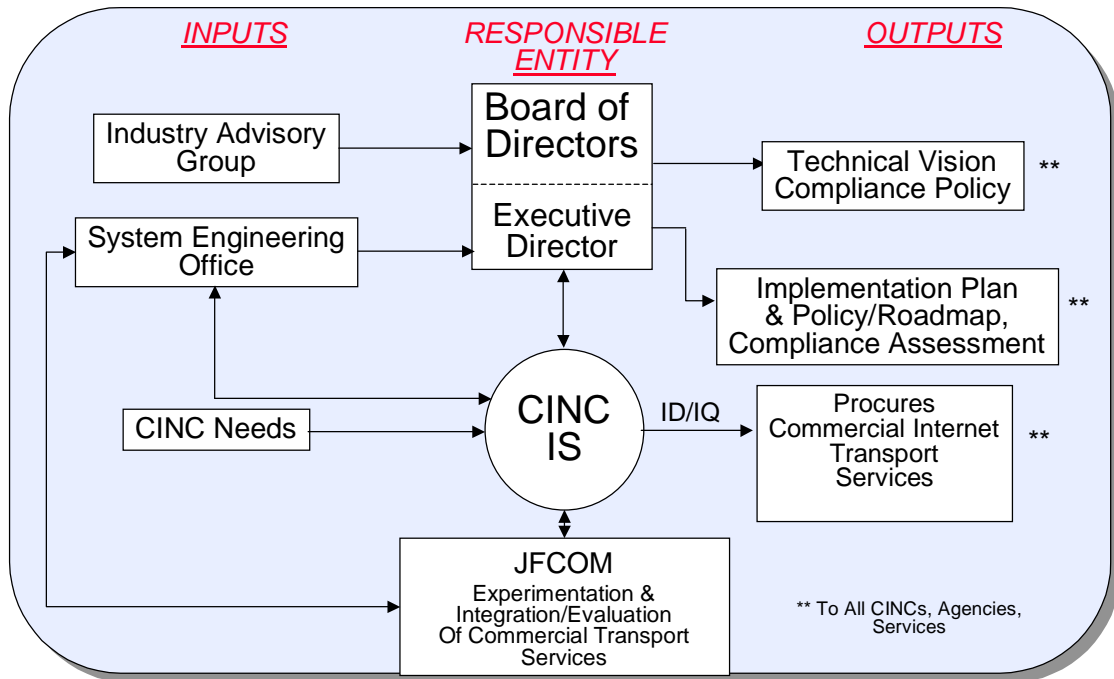 INPUTS
RESPONSIBLE
ENTITY
OUTPUTS
Industry Advisory
Group
Board of
Directors
Technical Vision
Compliance Policy
**
System Engineering
Office
Executive
Director
Implementation Plan
& Policy/Roadmap,
Compliance Assessment
**
CINC Needs
CINC
IS
ID/IQ
Procures
Commercial Internet
Transport
Services
**
JFCOM
Experimentation &
Integration/Evaluation
Of Commercial Transport
Services
** To All CINCs, Agencies,
Services